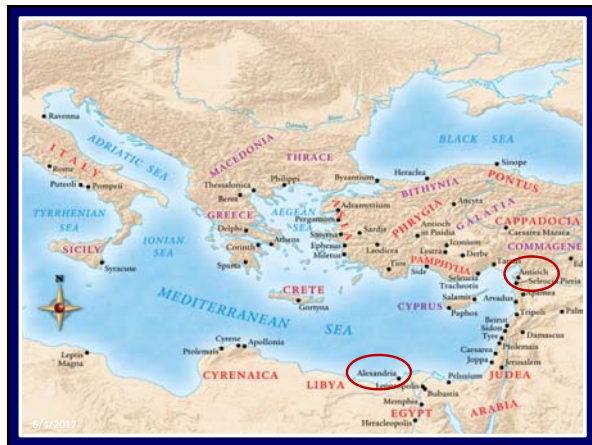 BLACK SEA
Danube River
Ravenna
ADRIATIC SEA
ITALY
Rome
Puteoli
Pompeii
TYRRHENIAN
SEA
SICILY
Syracuse
IONIAN
SEA
MACEDONIA
THRACE
Thessalonica
Philippi
Berea
GREECE
AEGEAN
SEA
Delphi
Corinth
Athens
Sparta
Byzantium
Heraclea
BITHYNIA
Sinope
PONTUS
Adramyttium
Pergamum
ASIA
Smyrna
Sardis
Ephesus
Miletus
Laodicea
PHRYGIA
Antioch
in Pisidia
GALATIA
Ancyra
CAPPADOCIA
Caesarea Mazaca
Iconium
Lystra
Derbe
COMMAGENE
PAMPHYLIA
Side
Seleucia
Tracheotis
Antioch
Seleucia Pieria
Apamea
CRETE
Gortyna
CYPRUS
Salamis
Paphos
Arvadus
Tripoli
Beirut
Sidon
Tyre
Damascus
Caesarea
Ptolemais
Joppa
Jerusalem
JUDEA
N
MEDITERRANEAN SEA
Leptis
Magna
Cyrene
Apollonia
Ptolemais
CYRENAICA
LIBYA
Alexandria
Leontopolis
Pelusium
Bubastis
Memphis
EGYPT
Heracleopolis
ARABIA